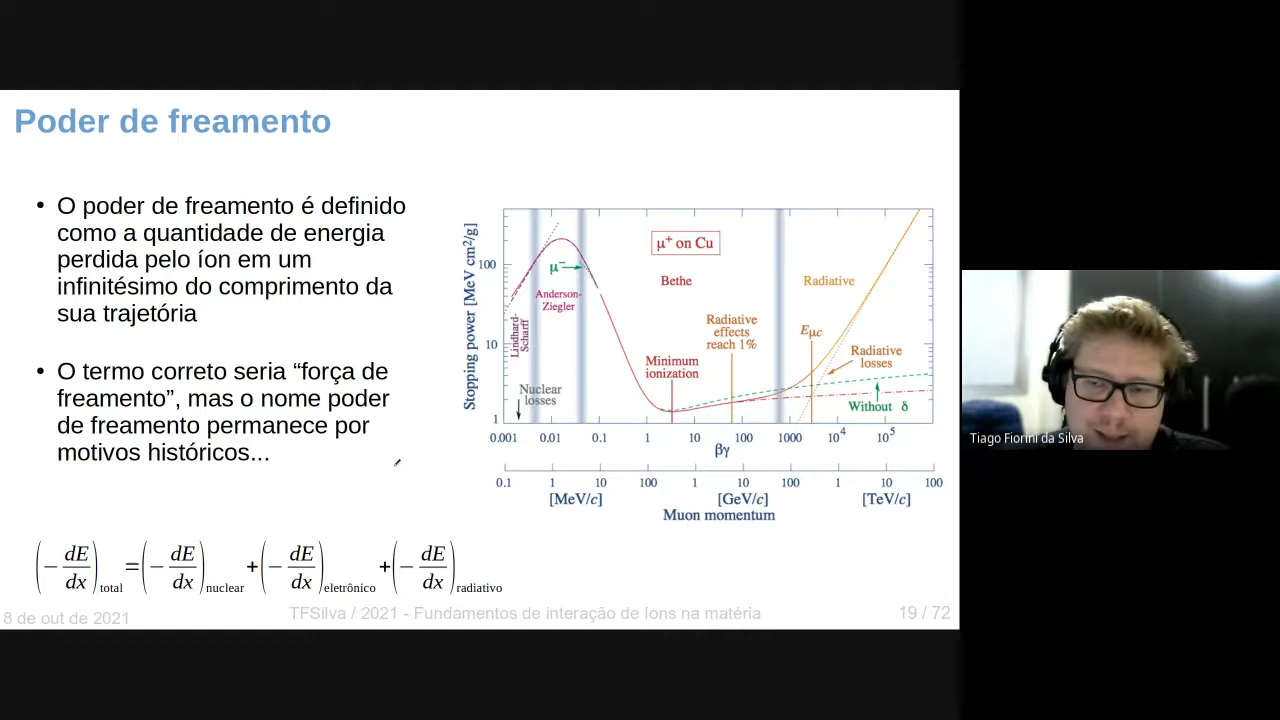 Poder de freamento
• O poder de freamento é definido
como a quantidade de energia
perdida pelo íon em um
infinitésimo do comprimento da
sua trajetória
• O termo correto seria “força de
freamento”, mas o nome poder
de freamento permanece por
motivos históricos...
(− dE/dx)total = (− dE/dx)nuclear + (− dE/dx)eletrônico + (− dE/dx)radiativo
Stopping power [MeV cm²/g]
100
10
1
μ⁺ on Cu
μ⁻
Bethe
Radiative
Anderson-
Ziegler
Lindhard-
Scharff
Radiative
effects
reach 1%
Eμc
Radiative
losses
Minimum
ionization
Nuclear
losses
Without δ
0.001 0.01 0.1 1 10 100 1000 10⁴ 10⁵
βγ
0.1 1 10 100 1 10 100 1 10 100
[MeV/c] [GeV/c] [TeV/c]
Muon momentum
8 de out de 2021
TFSilva / 2021 - Fundamentos de interação de íons na matéria
19 / 72
Tiago Fiorini da Silva